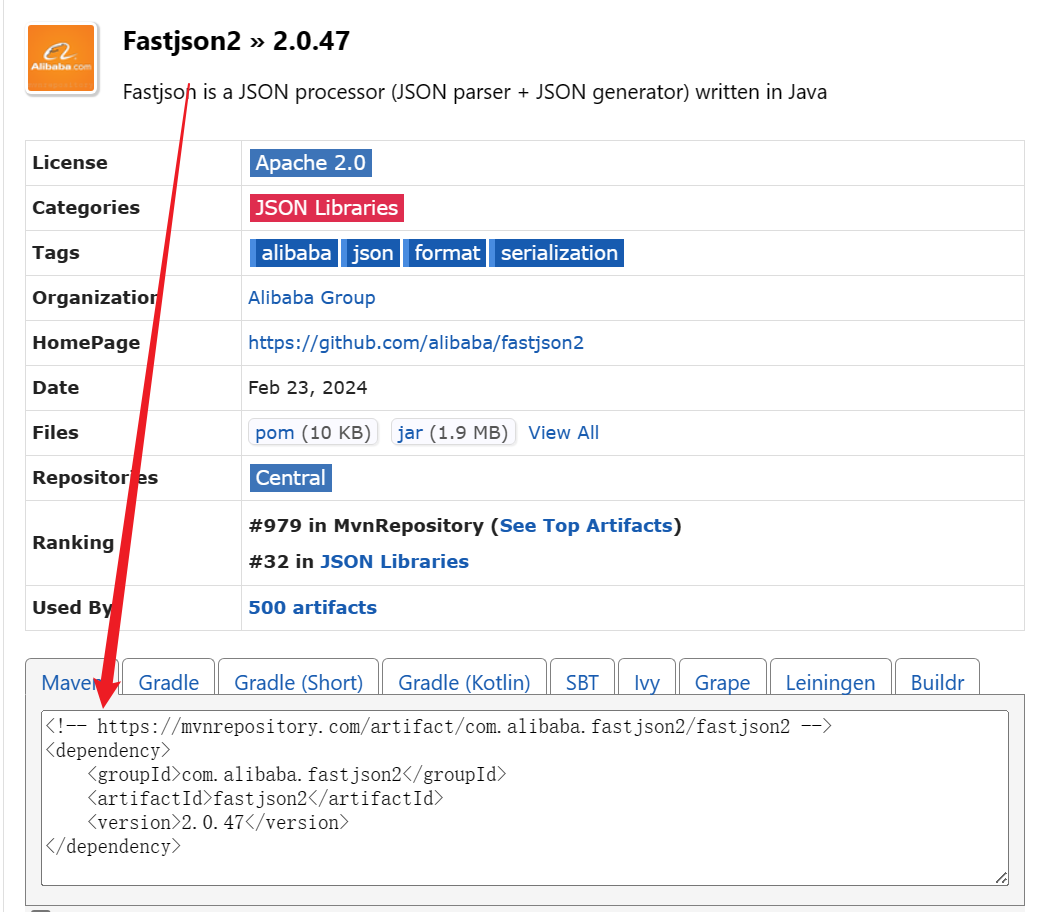 Alibaba.com
Fastjson2 » 2.0.47
Fastjson is a JSON processor (JSON parser + JSON generator) written in Java
License Apache 2.0
Categories JSON Libraries
Tags alibaba json format serialization
Organization Alibaba Group
HomePage https://github.com/alibaba/fastjson2
Date Feb 23, 2024
Files pom (10 KB) jar (1.9 MB) View All
Repositories Central
Ranking #979 in MvnRepository (See Top Artifacts)
#32 in JSON Libraries
Used By 500 artifacts
Maven Gradle Gradle (Short) Gradle (Kotlin) SBT Ivy Grape Leiningen Buildr
<!-- https://mvnrepository.com/artifact/com.alibaba.fastjson2/fastjson2 -->
<dependency>
    <groupId>com.alibaba.fastjson2</groupId>
    <artifactId>fastjson2</artifactId>
    <version>2.0.47</version>
</dependency>